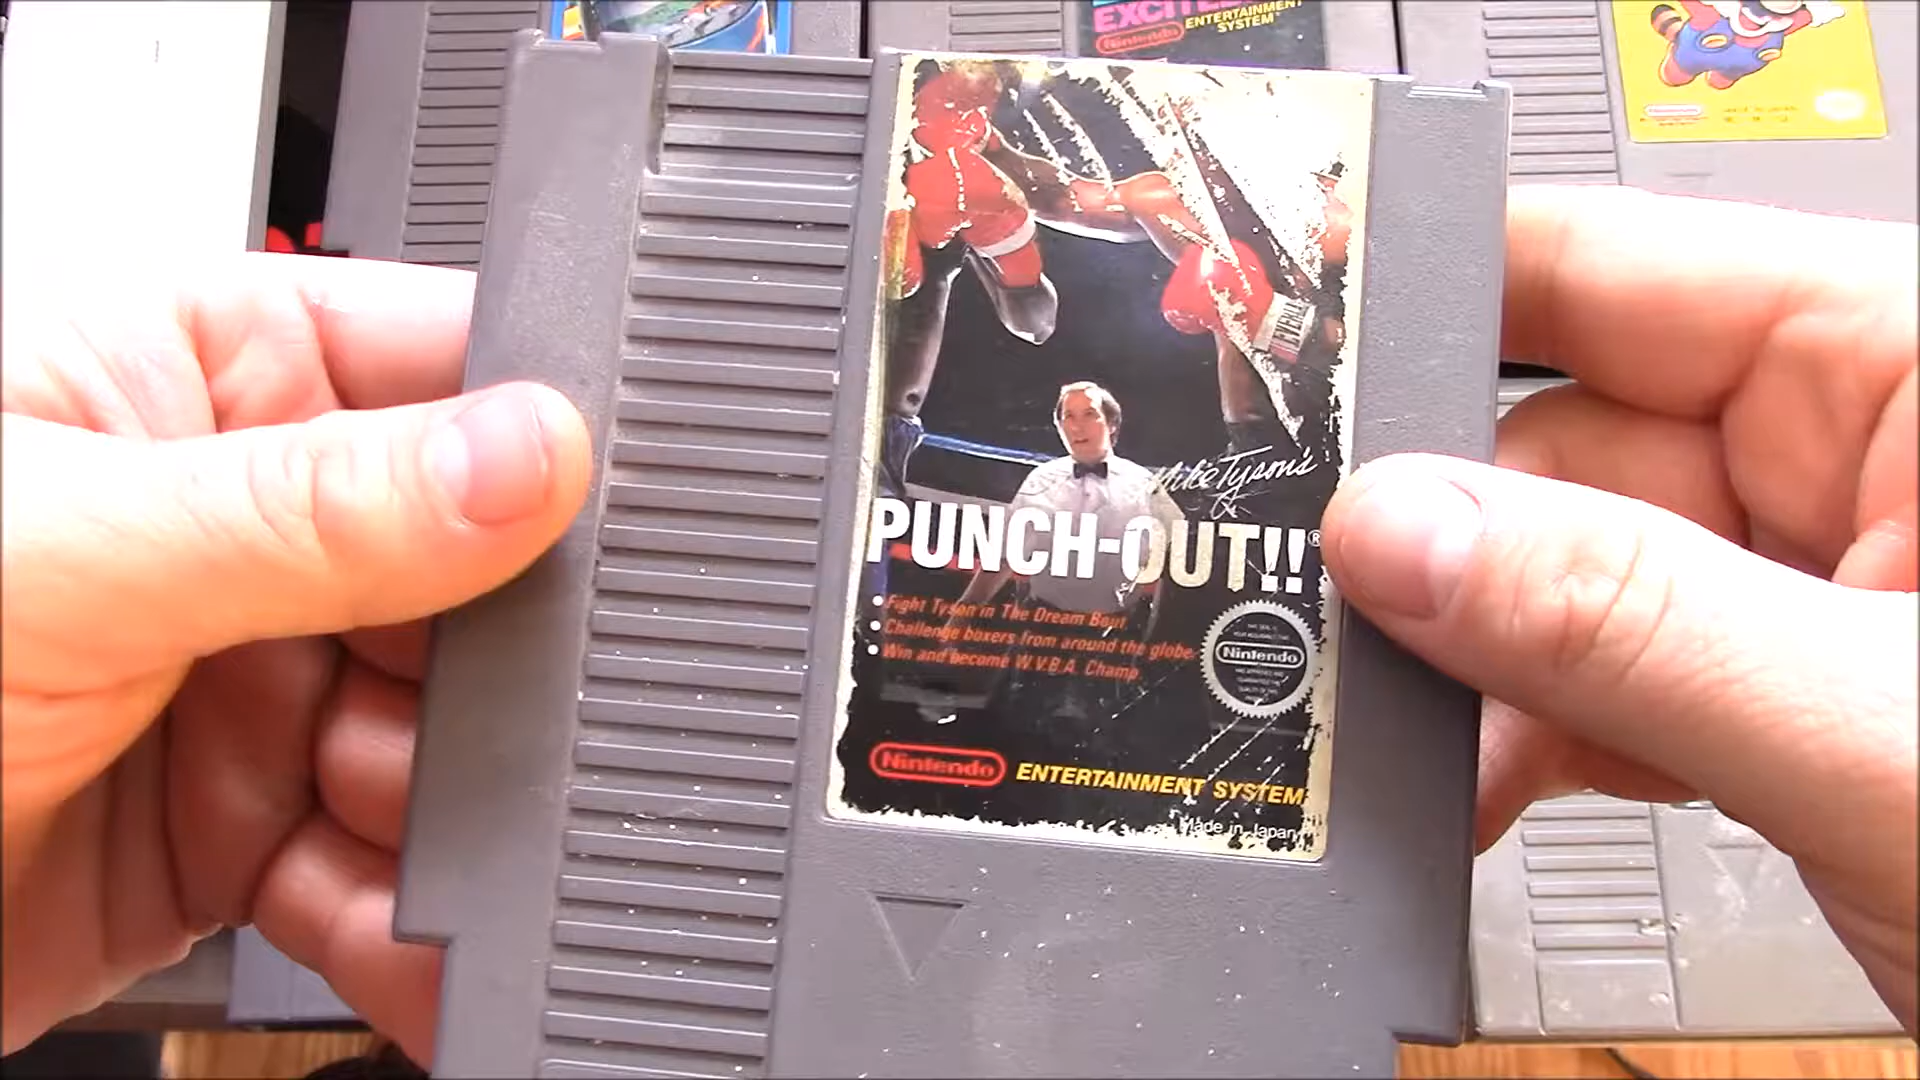 EXCITE
ENTERTAINMENT
SYSTEM
Nintendo
EVERLA
Mike Tyson's
PUNCH-OUT!!®
Fight Tyson in The Dream Bout
Challenge boxers from around the globe
Win and become W.V.B.A. Champ
Nintendo
Nintendo ENTERTAINMENT SYSTEM
Made in Japan